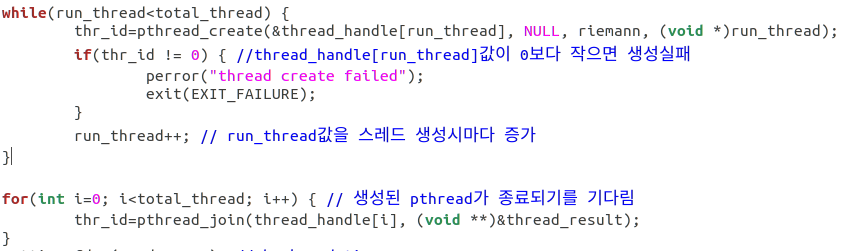 while(run_thread<total_thread) {
        thr_id=pthread_create(&thread_handle[run_thread], NULL, riemann, (void *)run_thread);
        if(thr_id != 0) { //thread_handle[run_thread]값이 0보다 작으면 생성실패
                perror("thread create failed");
                exit(EXIT_FAILURE);
        }
        run_thread++; // run_thread값을 스레드 생성시마다 증가
}
for(int i=0; i<total_thread; i++) { // 생성된 pthread가 종료되기를 기다림
        thr_id=pthread_join(thread_handle[i], (void **)&thread_result);
}